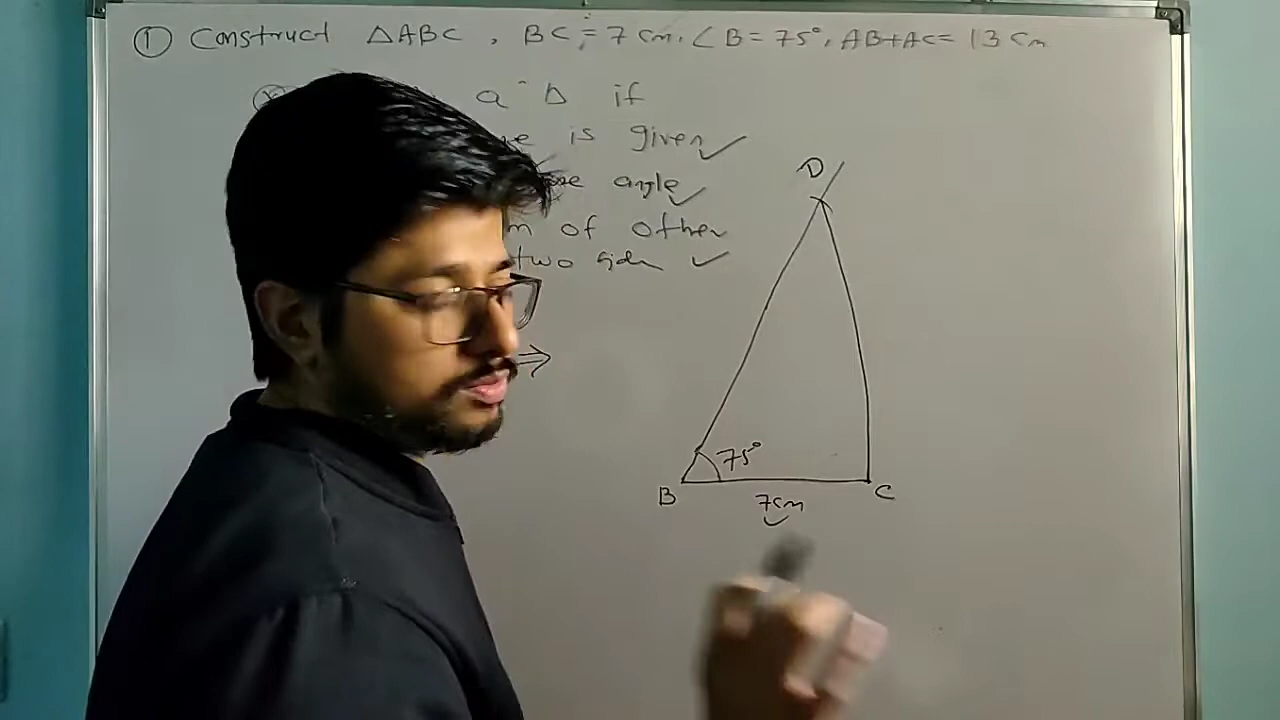 ① Construct △ABC, BC = 7 cm. ∠B = 75°, AB+AC = 13 cm
a Δ if
is given ✓
angle ✓
of other
two side ✓
⇒
D
75°
B
7cm
C